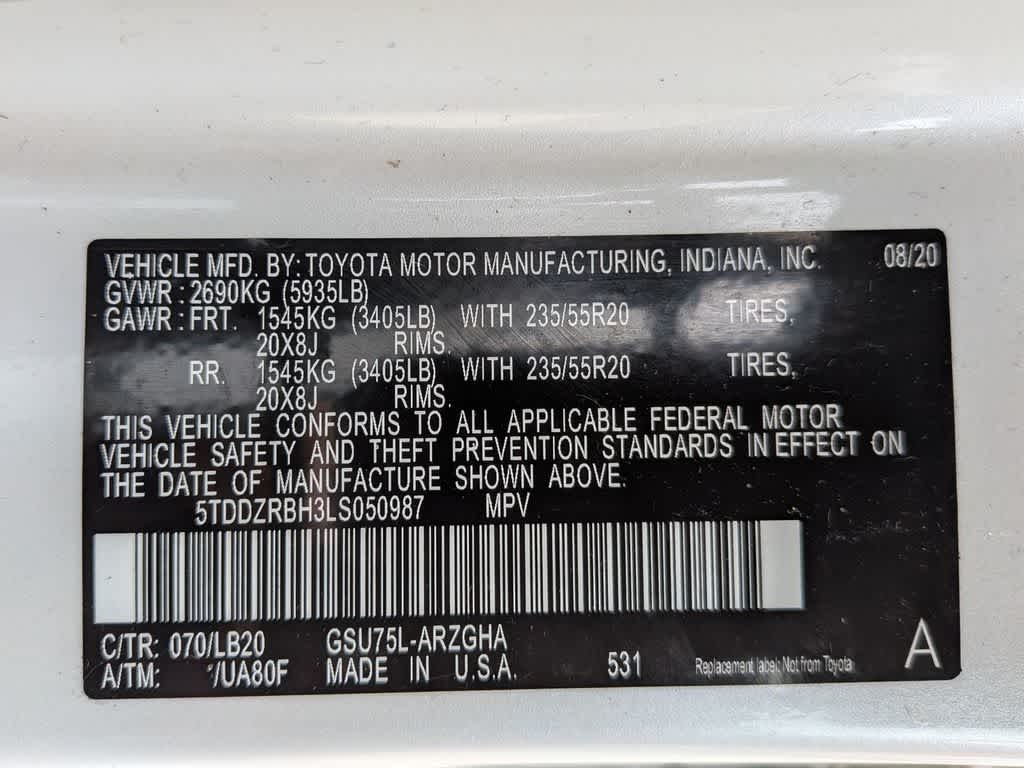 VEHICLE MFD. BY: TOYOTA MOTOR MANUFACTURING, INDIANA, INC. 08/20
GVWR : 2690KG (5935LB)
GAWR : FRT. 1545KG (3405LB) WITH 235/55R20 TIRES,
20X8J RIMS.
RR. 1545KG (3405LB) WITH 235/55R20 TIRES,
20X8J RIMS.
THIS VEHICLE CONFORMS TO ALL APPLICABLE FEDERAL MOTOR
VEHICLE SAFETY AND THEFT PREVENTION STANDARDS IN EFFECT ON
THE DATE OF MANUFACTURE SHOWN ABOVE.
5TDDZRBH3LS050987 MPV
C/TR: 070/LB20 GSU75L-ARZGHA
A/TM: */UA80F MADE IN U.S.A. 531 Replacement label: Not from Toyota A